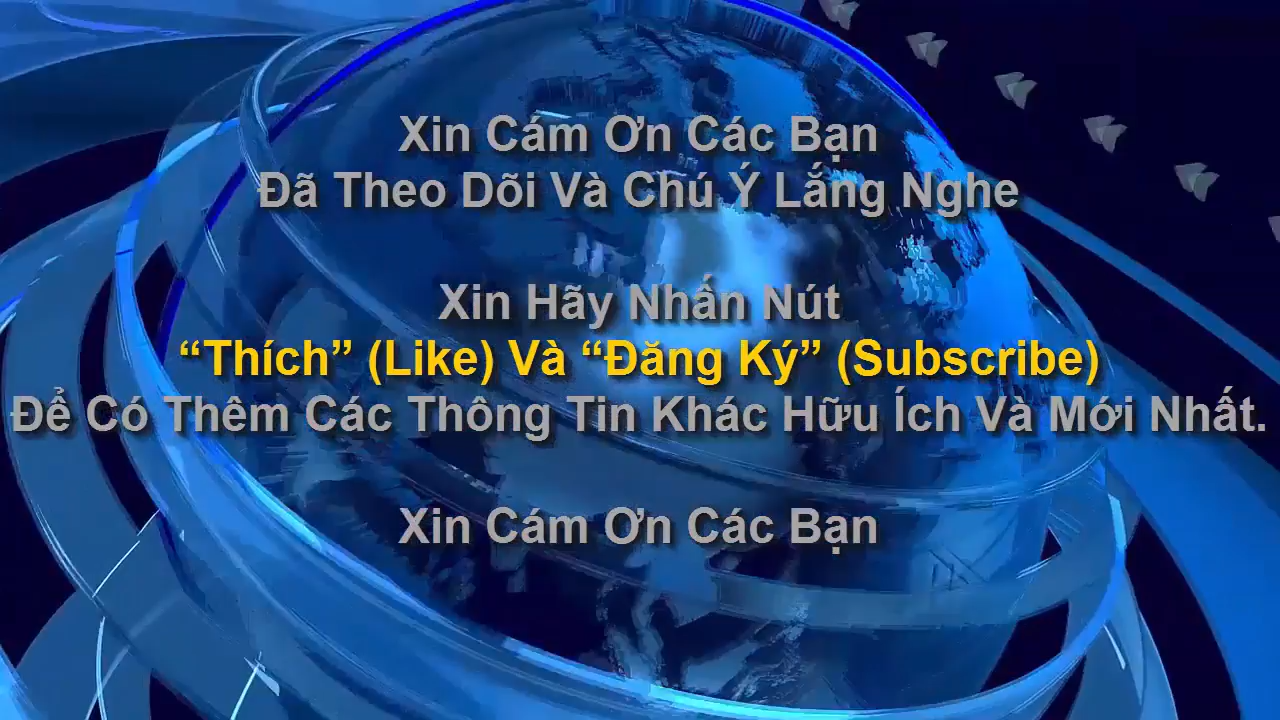 Xin Cám Ơn Các Bạn
Đã Theo Dõi Và Chú Ý Lắng Nghe
Xin Hãy Nhấn Nút
“Thích” (Like) Và “Đăng Ký” (Subscribe)
Để Có Thêm Các Thông Tin Khác Hữu Ích Và Mới Nhất.
Xin Cám Ơn Các Bạn